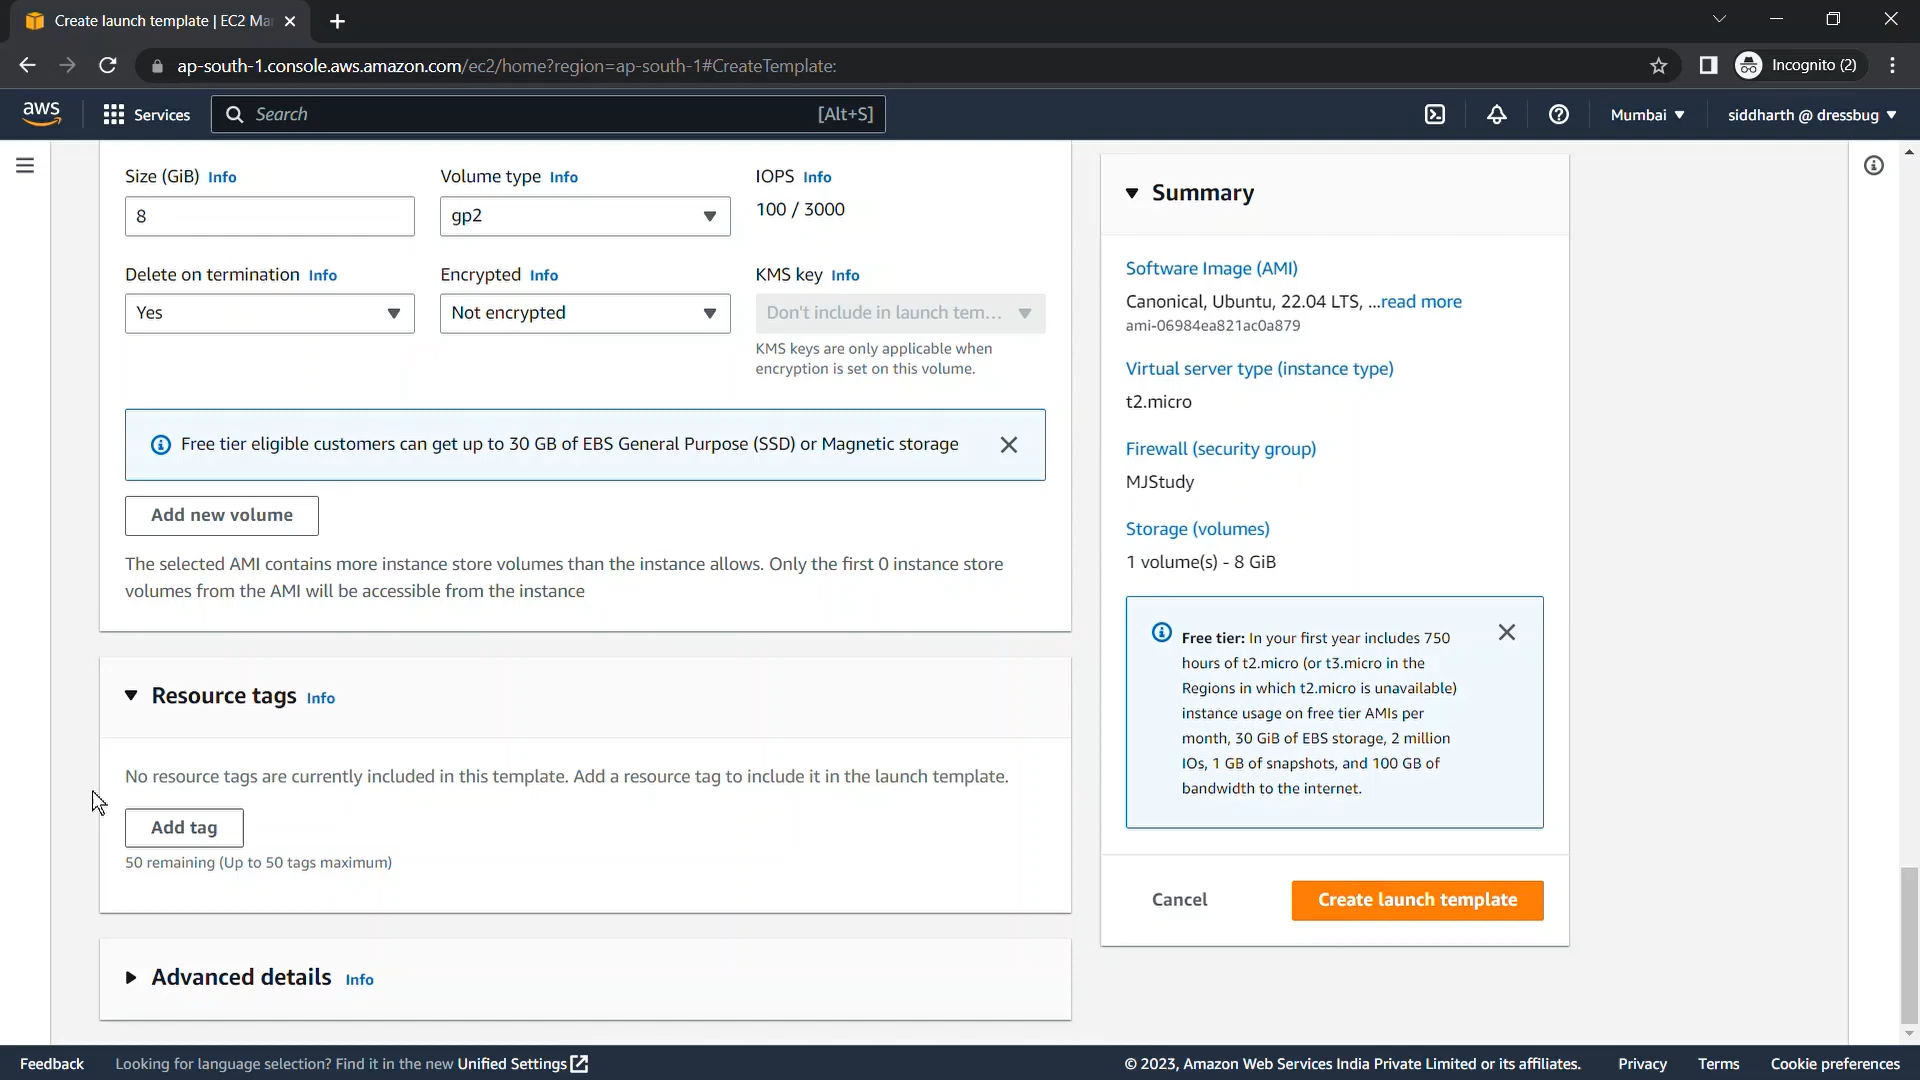 Create launch template | EC2 Ma
ap-south-1.console.aws.amazon.com/ec2/home?region=ap-south-1#CreateTemplate:
Incognito (2)
aws
Services
Search
[Alt+S]
Mumbai
siddharth @ dressbug
Size (GiB) Info
Volume type Info
IOPS Info
8
gp2
100 / 3000
Delete on termination Info
Encrypted Info
KMS key Info
Yes
Not encrypted
Don't include in launch tem...
KMS keys are only applicable when
encryption is set on this volume.
Free tier eligible customers can get up to 30 GB of EBS General Purpose (SSD) or Magnetic storage
Add new volume
The selected AMI contains more instance store volumes than the instance allows. Only the first 0 instance store
volumes from the AMI will be accessible from the instance
Resource tags Info
No resource tags are currently included in this template. Add a resource tag to include it in the launch template.
Add tag
50 remaining (Up to 50 tags maximum)
Advanced details Info
Summary
Software Image (AMI)
Canonical, Ubuntu, 22.04 LTS, ...read more
ami-06984ea821ac0a879
Virtual server type (instance type)
t2.micro
Firewall (security group)
MJStudy
Storage (volumes)
1 volume(s) - 8 GiB
Free tier: In your first year includes 750
hours of t2.micro (or t3.micro in the
Regions in which t2.micro is unavailable)
instance usage on free tier AMIs per
month, 30 GiB of EBS storage, 2 million
IOs, 1 GB of snapshots, and 100 GB of
bandwidth to the internet.
Cancel
Create launch template
Feedback
Looking for language selection? Find it in the new Unified Settings
© 2023, Amazon Web Services India Private Limited or its affiliates.
Privacy
Terms
Cookie preferences